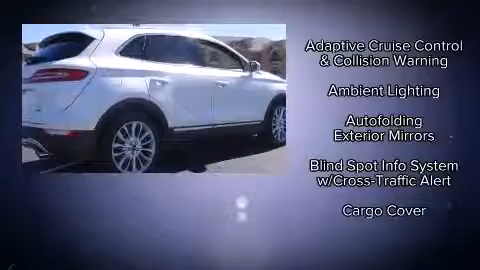 Adaptive Cruise Control
& Collision Warning
Ambient Lighting
Autofolding
Exterior Mirrors
Blind Spot Info System
w/Cross-Traffic Alert
Cargo Cover